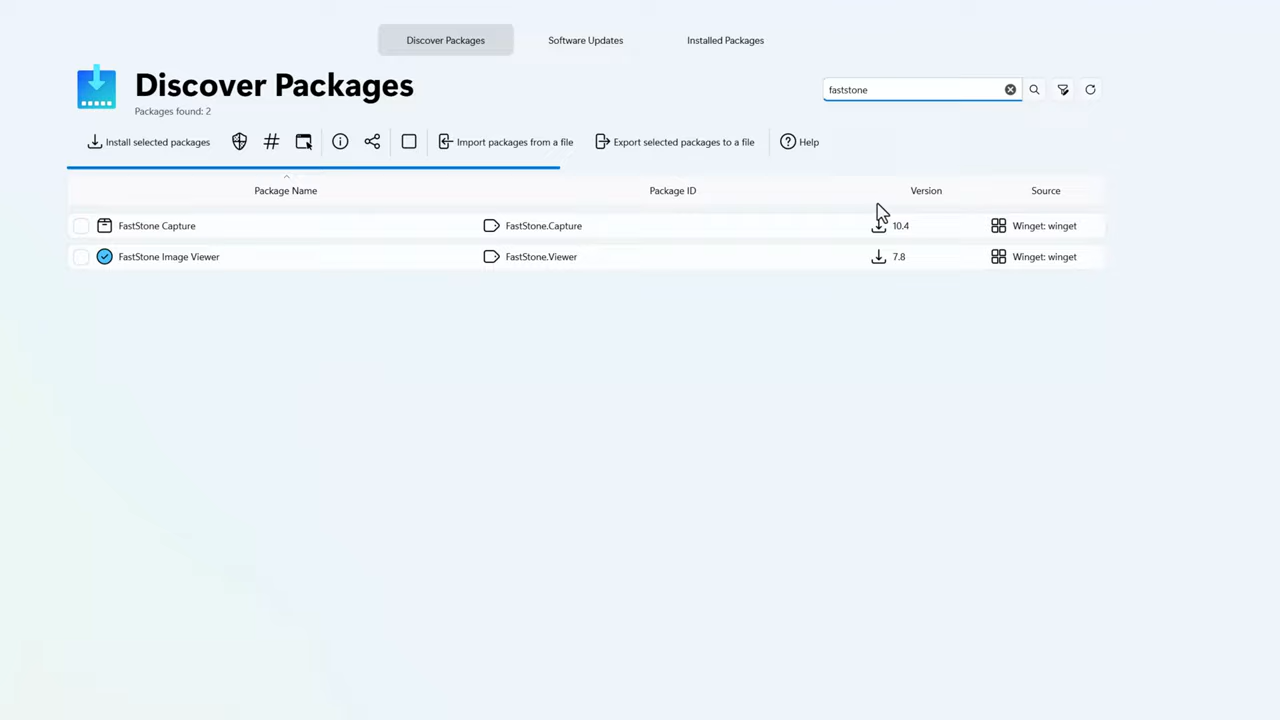 Discover Packages
Software Updates
Installed Packages
Discover Packages
Packages found: 2
faststone
Install selected packages
Import packages from a file
Export selected packages to a file
Help
Package Name
Package ID
Version
Source
FastStone Capture
FastStone.Capture
10.4
Winget: winget
FastStone Image Viewer
FastStone.Viewer
7.8
Winget: winget